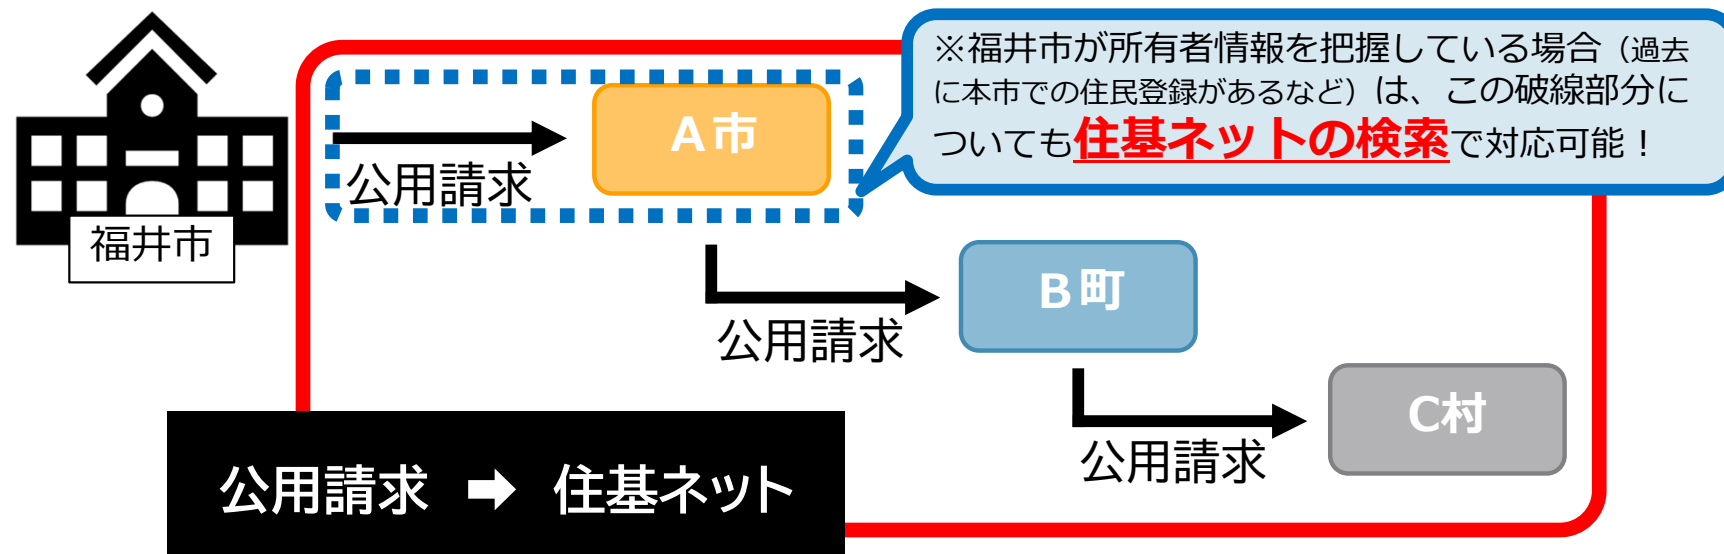 ※福井市が所有者情報を把握している場合（過去
に本市での住民登録があるなど）は、この破線部分に
ついても住基ネットの検索で対応可能！
A市
公用請求
福井市
B町
公用請求
C村
公用請求
公用請求 ➡ 住基ネット